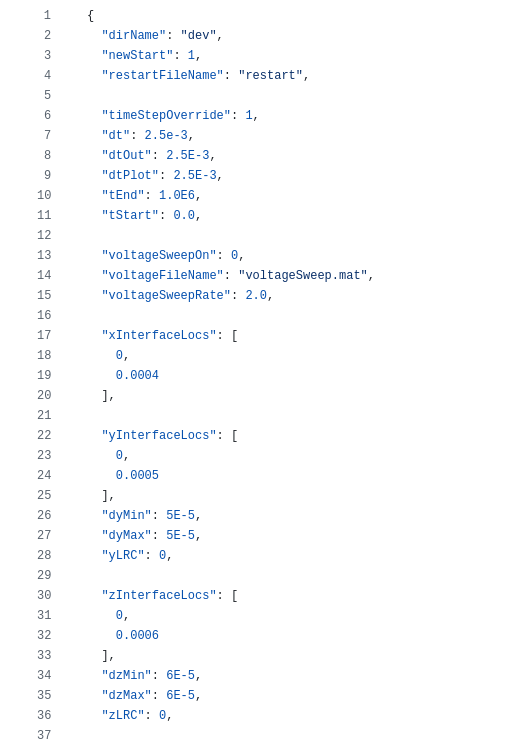 1 {
2 "dirName": "dev",
3 "newStart": 1,
4 "restartFileName": "restart",
5
6 "timeStepOverride": 1,
7 "dt": 2.5e-3,
8 "dtOut": 2.5E-3,
9 "dtPlot": 2.5E-3,
10 "tEnd": 1.0E6,
11 "tStart": 0.0,
12
13 "voltageSweepOn": 0,
14 "voltageFileName": "voltageSweep.mat",
15 "voltageSweepRate": 2.0,
16
17 "xInterfaceLocs": [
18 0,
19 0.0004
20 ],
21
22 "yInterfaceLocs": [
23 0,
24 0.0005
25 ],
26 "dyMin": 5E-5,
27 "dyMax": 5E-5,
28 "yLRC": 0,
29
30 "zInterfaceLocs": [
31 0,
32 0.0006
33 ],
34 "dzMin": 6E-5,
35 "dzMax": 6E-5,
36 "zLRC": 0,
37